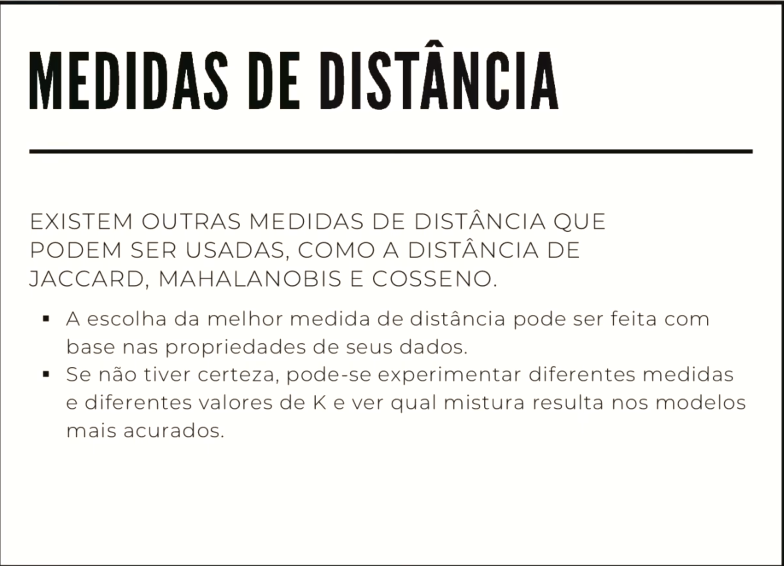 MEDIDAS DE DISTÂNCIA
EXISTEM OUTRAS MEDIDAS DE DISTÂNCIA QUE
PODEM SER USADAS, COMO A DISTÂNCIA DE
JACCARD, MAHALANOBIS E COSSENO.
▪ A escolha da melhor medida de distância pode ser feita com
base nas propriedades de seus dados.
▪ Se não tiver certeza, pode-se experimentar diferentes medidas
e diferentes valores de K e ver qual mistura resulta nos modelos
mais acurados.